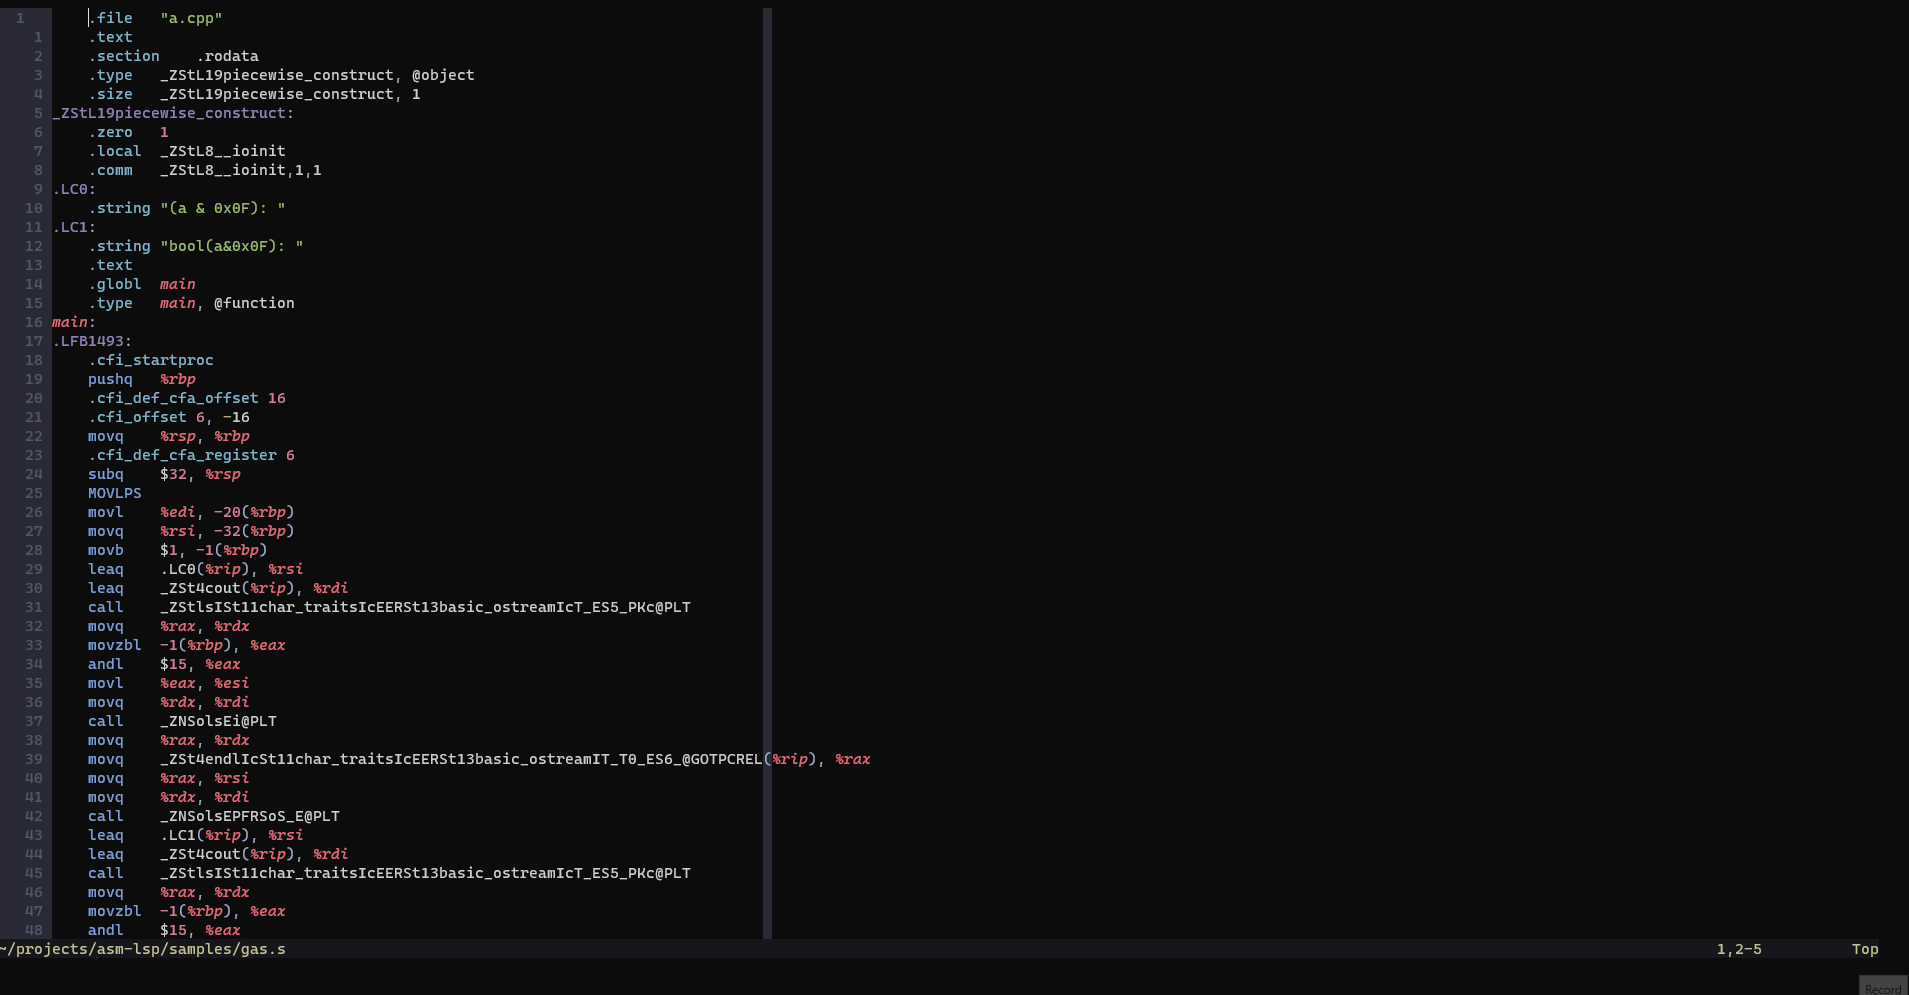 1 .file "a.cpp"
1 .text
2 .section .rodata
3 .type _ZStL19piecewise_construct, @object
4 .size _ZStL19piecewise_construct, 1
5 _ZStL19piecewise_construct:
6 .zero 1
7 .local _ZStL8__ioinit
8 .comm _ZStL8__ioinit,1,1
9 .LC0:
10 .string "(a & 0x0F): "
11 .LC1:
12 .string "bool(a&0x0F): "
13 .text
14 .globl main
15 .type main, @function
16 main:
17 .LFB1493:
18 .cfi_startproc
19 pushq %rbp
20 .cfi_def_cfa_offset 16
21 .cfi_offset 6, -16
22 movq %rsp, %rbp
23 .cfi_def_cfa_register 6
24 subq $32, %rsp
25 MOVLPS
26 movl %edi, -20(%rbp)
27 movq %rsi, -32(%rbp)
28 movb $1, -1(%rbp)
29 leaq .LC0(%rip), %rsi
30 leaq _ZSt4cout(%rip), %rdi
31 call _ZStlsISt11char_traitsIcEERSt13basic_ostreamIcT_ES5_PKc@PLT
32 movq %rax, %rdx
33 movzbl -1(%rbp), %eax
34 andl $15, %eax
35 movl %eax, %esi
36 movq %rdx, %rdi
37 call _ZNSolsEi@PLT
38 movq %rax, %rdx
39 movq _ZSt4endlIcSt11char_traitsIcEERSt13basic_ostreamIT_T0_ES6_@GOTPCREL(%rip), %rax
40 movq %rax, %rsi
41 movq %rdx, %rdi
42 call _ZNSolsEPFRSoS_E@PLT
43 leaq .LC1(%rip), %rsi
44 leaq _ZSt4cout(%rip), %rdi
45 call _ZStlsISt11char_traitsIcEERSt13basic_ostreamIcT_ES5_PKc@PLT
46 movq %rax, %rdx
47 movzbl -1(%rbp), %eax
48 andl $15, %eax
~/projects/asm-lsp/samples/gas.s 1,2-5 Top
Record